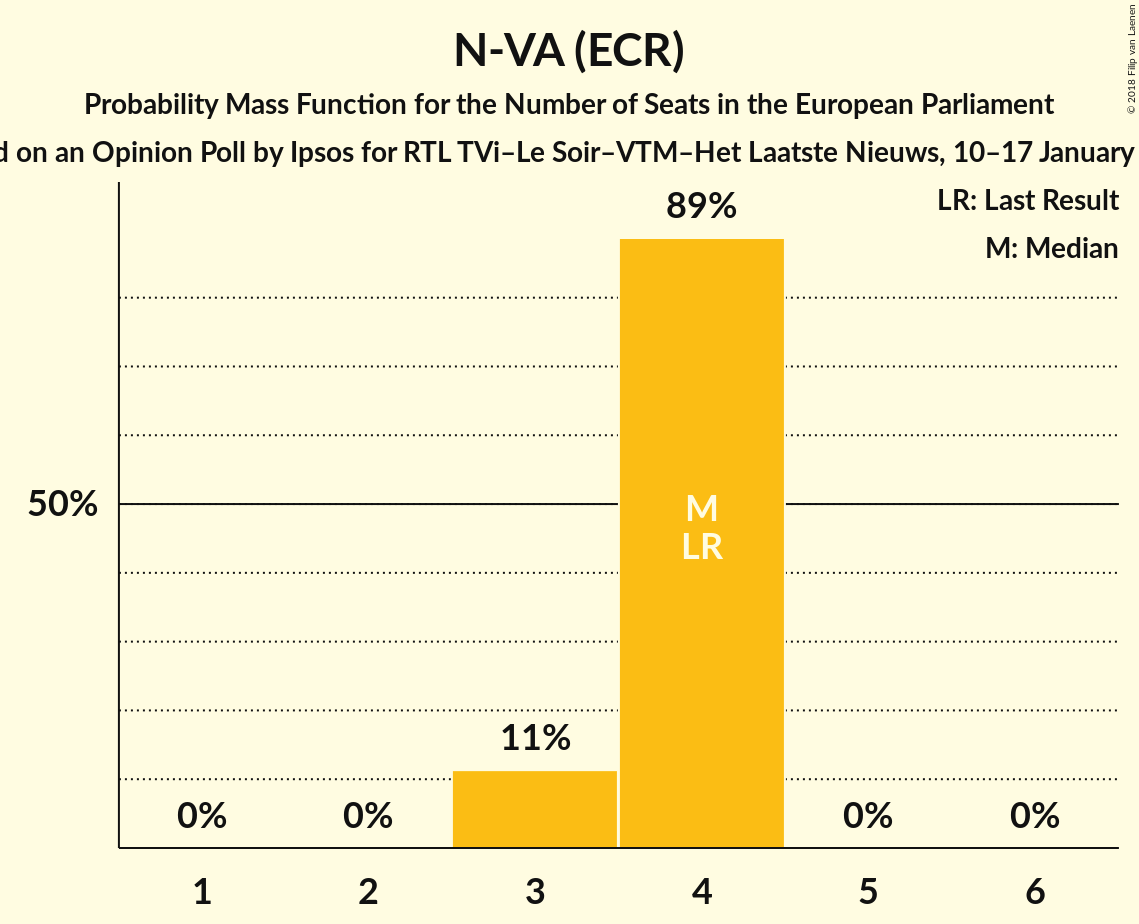 N-VA (ECR)
Probability Mass Function for the Number of Seats in the European Parliament
on an Opinion Poll by Ipsos for RTL TVi–Le Soir–VTM–Het Laatste Nieuws, 10–17 January
© 2018 Filip van Laenen
LR: Last Result
M: Median
89%
50%
M
LR
11%
0%
0%
0%
0%
1
2
3
4
5
6